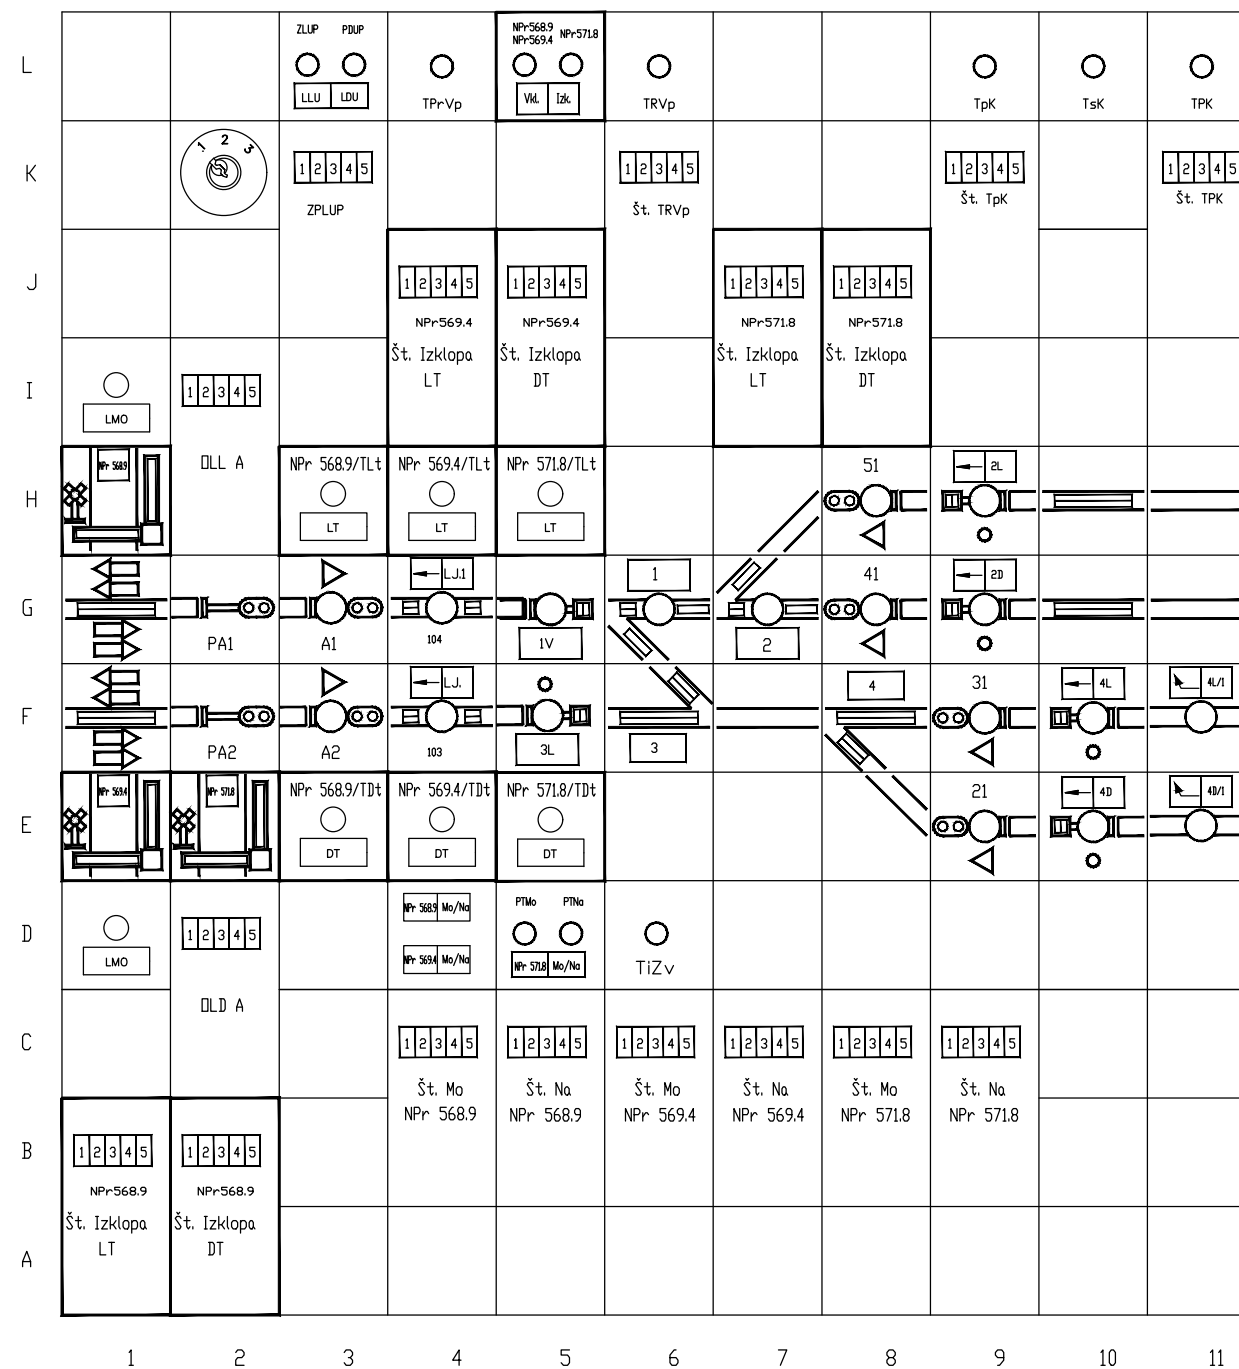 ZLUP PDUP NPr568.9 NPr571.8
NPr569.4
L
LLU LDU TPrVp Vkl. Izk. TRVp TpK TsK TPK
1 2 3
K 1 2 3 4 5 1 2 3 4 5 1 2 3 4 5 1 2 3 4 5
ZPLUP Št. TRVp Št. TpK Št. TPK
J 1 2 3 4 5 1 2 3 4 5 1 2 3 4 5 1 2 3 4 5
NPr569.4 NPr569.4 NPr571.8 NPr571.8
Št. Izklopa Št. Izklopa Št. Izklopa Št. Izklopa
LT DT LT DT
I 1 2 3 4 5
LMO
NPr 568.9 OLL A NPr 568.9/TLt NPr 569.4/TLt NPr 571.8/TLt 51 2L
H
LT LT LT
LJ.1 1 41 2D
G
PA1 A1 104 1V 2
LJ. 4 31 4L 4L/1
F
PA2 A2 103 3L 3
NPr 569.4 NPr 571.8 NPr 568.9/TDt NPr 569.4/TDt NPr 571.8/TDt 21 4D 4D/1
E
DT DT DT
NPr 568.9 Mo/Na PTMo PTNa
D 1 2 3 4 5
LMO NPr 569.4 Mo/Na NPr 571.8 Mo/Na TiZv
OLD A
C 1 2 3 4 5 1 2 3 4 5 1 2 3 4 5 1 2 3 4 5 1 2 3 4 5 1 2 3 4 5
Št. Mo Št. Na Št. Mo Št. Na Št. Mo Št. Na
NPr 568.9 NPr 568.9 NPr 569.4 NPr 569.4 NPr 571.8 NPr 571.8
B 1 2 3 4 5 1 2 3 4 5
NPr568.9 NPr568.9
Št. Izklopa Št. Izklopa
LT DT
A
1 2 3 4 5 6 7 8 9 10 11